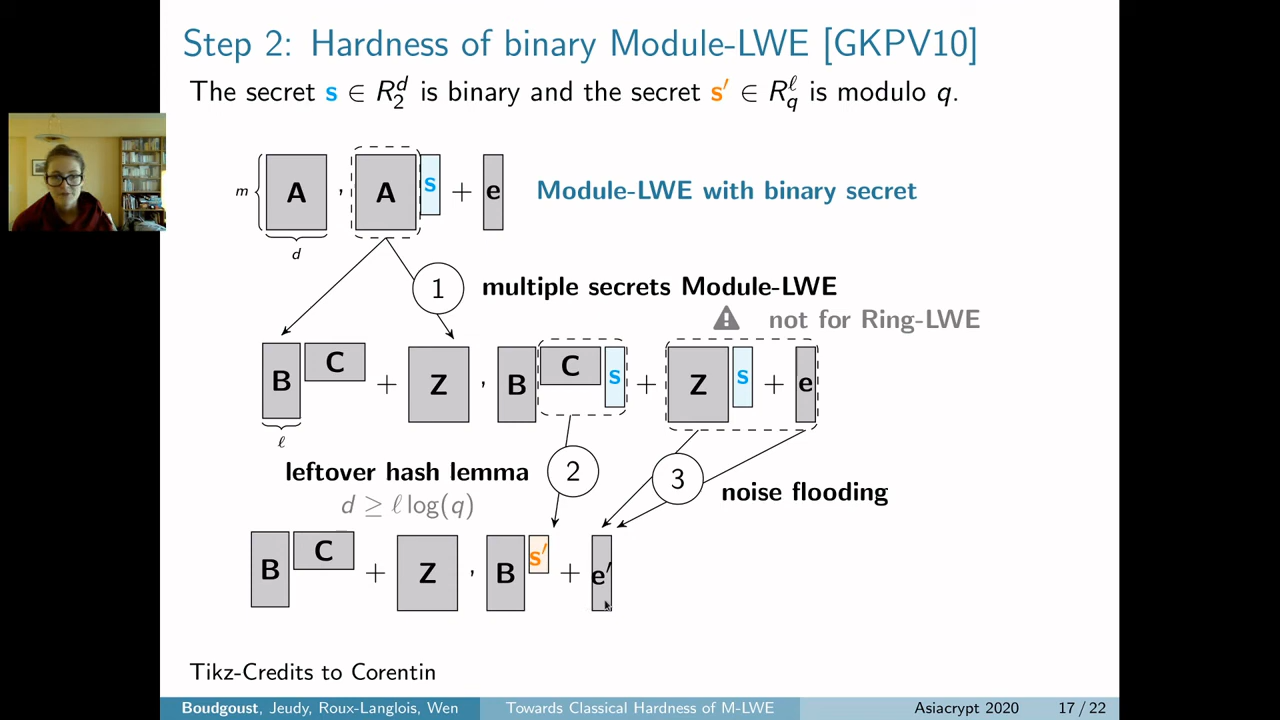 Step 2: Hardness of binary Module-LWE [GKPV10]
The secret s ∈ R₂ᵈ is binary and the secret s′ ∈ R_q^ℓ is modulo q.
m A , A s + e Module-LWE with binary secret
d
1 multiple secrets Module-LWE
not for Ring-LWE
B C + Z , B C s + Z s + e
ℓ
leftover hash lemma 2 3 noise flooding
d ≥ ℓ log(q)
B C + Z , B s′ + e′
Tikz-Credits to Corentin
Boudgoust, Jeudy, Roux-Langlois, Wen Towards Classical Hardness of M-LWE Asiacrypt 2020 17 / 22